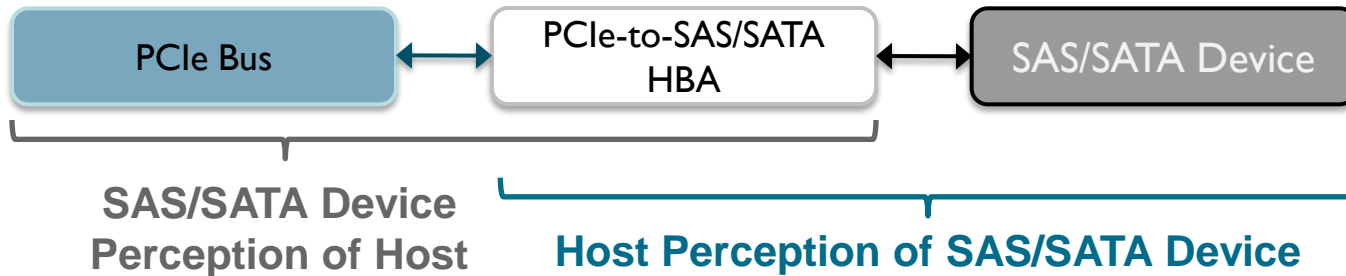 PCIe Bus
PCIe-to-SAS/SATA
HBA
SAS/SATA Device
SAS/SATA Device
Perception of Host
Host Perception of SAS/SATA Device